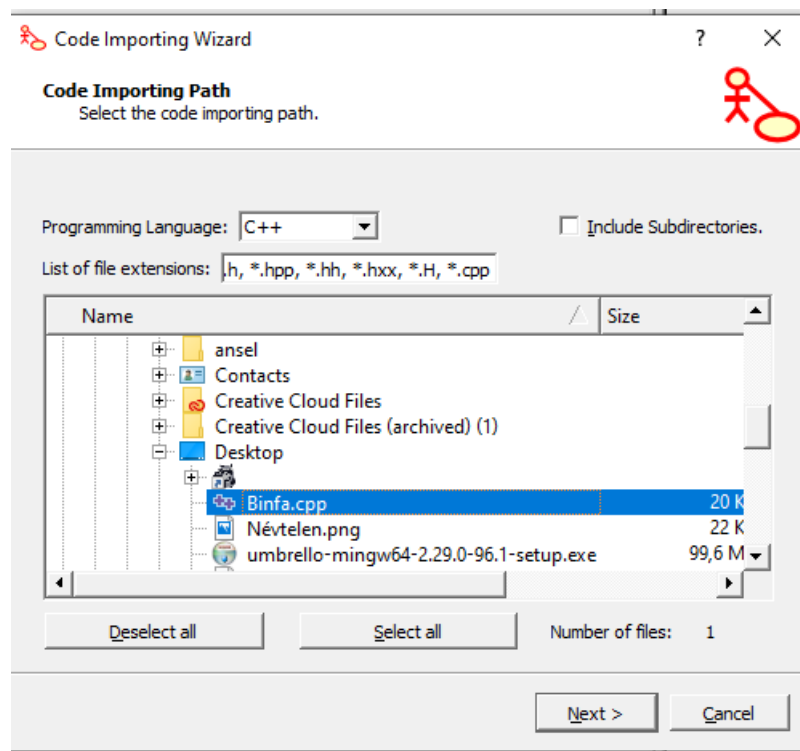 Code Importing Wizard ? ×
Code Importing Path
Select the code importing path.
Programming Language: C++ Include Subdirectories.
List of file extensions: .h, *.hpp, *.hh, *.hxx, *.H, *.cpp
Name Size
ansel
Contacts
Creative Cloud Files
Creative Cloud Files (archived) (1)
Desktop
Binfa.cpp 20 K
Névtelen.png 22 K
umbrello-mingw64-2.29.0-96.1-setup.exe 99,6 M
Deselect all Select all Number of files: 1
Next > Cancel